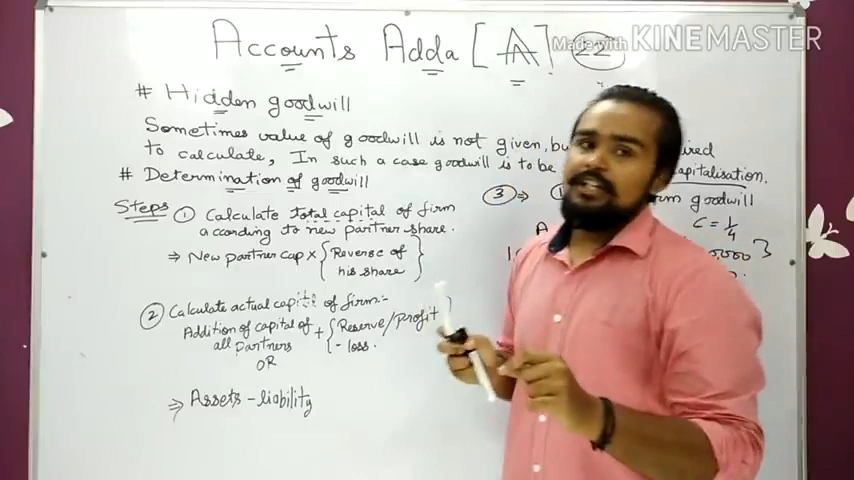 Accounts Adda [A] 22
Made with KINEMASTER
# Hidden goodwill
Sometimes value of goodwill is not given, bu
to calculate, In such a case goodwill is to be
apitalisation.
# Determination of goodwill
Steps ① Calculate total capital of firm
according to new partner share.
⇒ New partner cap × { Reverse of
his share }
② Calculate actual capital of firm:-
Addition of capital of
all partners + { Reserve/profit
- loss. }
OR
⇒ Assets - liability
③ ⇒
goodwill
C = 1/4